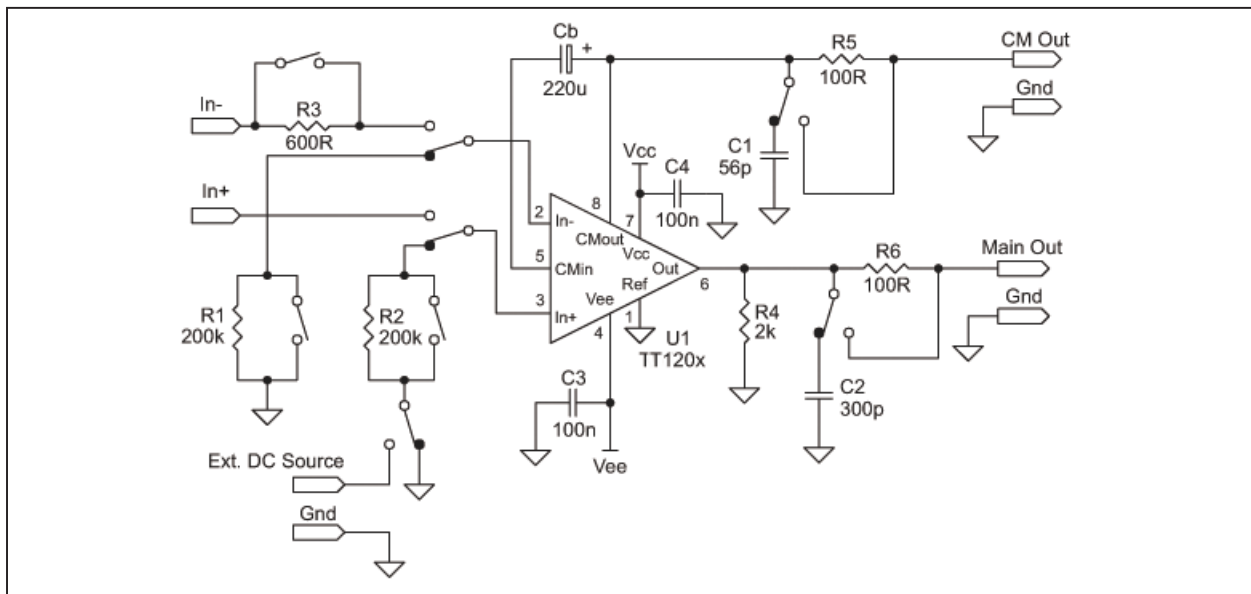 Cb
+
220u
R5
100R
CM Out
Gnd
In-
R3
600R
C1
56p
Vcc
C4
100n
In+
8
7
2
In-
CMout
Vcc
5
CMin
Out
6
3
In+
Vee
Ref
4
1
U1
TT120x
R6
100R
Main Out
Gnd
R4
2k
C2
300p
R1
200k
R2
200k
C3
100n
Vee
Ext. DC Source
Gnd